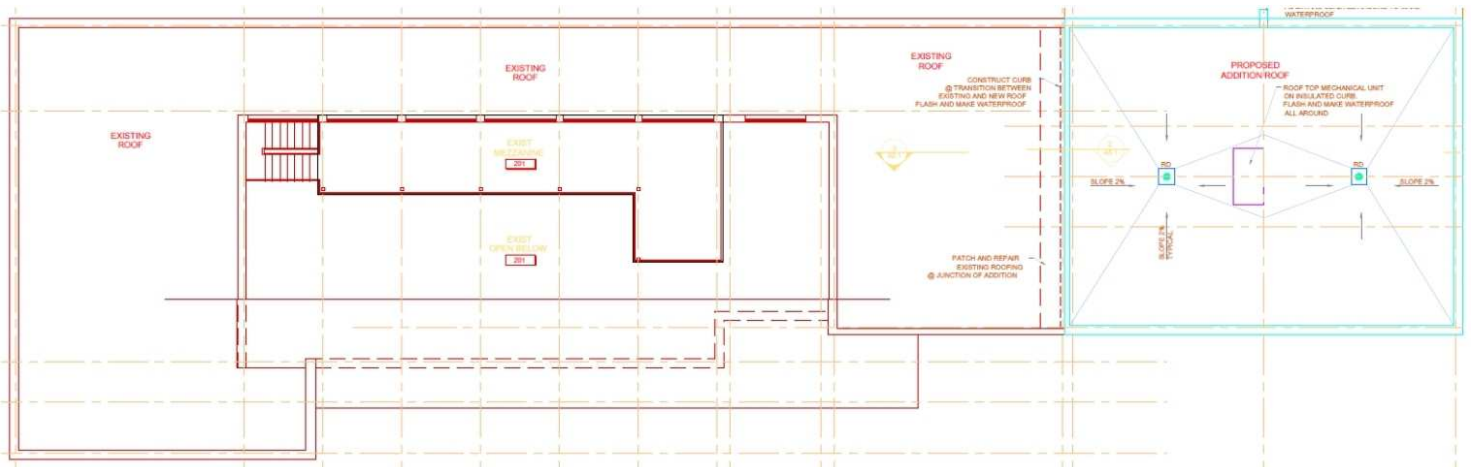 WATERPROOF
EXISTING
ROOF
EXISTING
ROOF
EXISTING
ROOF
CONSTRUCT CURB
@ TRANSITION BETWEEN
EXISTING AND NEW ROOF
FLASH AND MAKE WATERPROOF
PROPOSED
ADDITION ROOF
ROOF TOP MECHANICAL UNIT
ON INSULATED CURB.
FLASH AND MAKE WATERPROOF
ALL AROUND
EXIST
MEZZANINE
201
EXIST
OPEN BELOW
201
RD
RD
SLOPE 2%
SLOPE 2%
SLOPE 2%
TYPICAL
PATCH AND REPAIR
EXISTING ROOFING
@ JUNCTION OF ADDITION